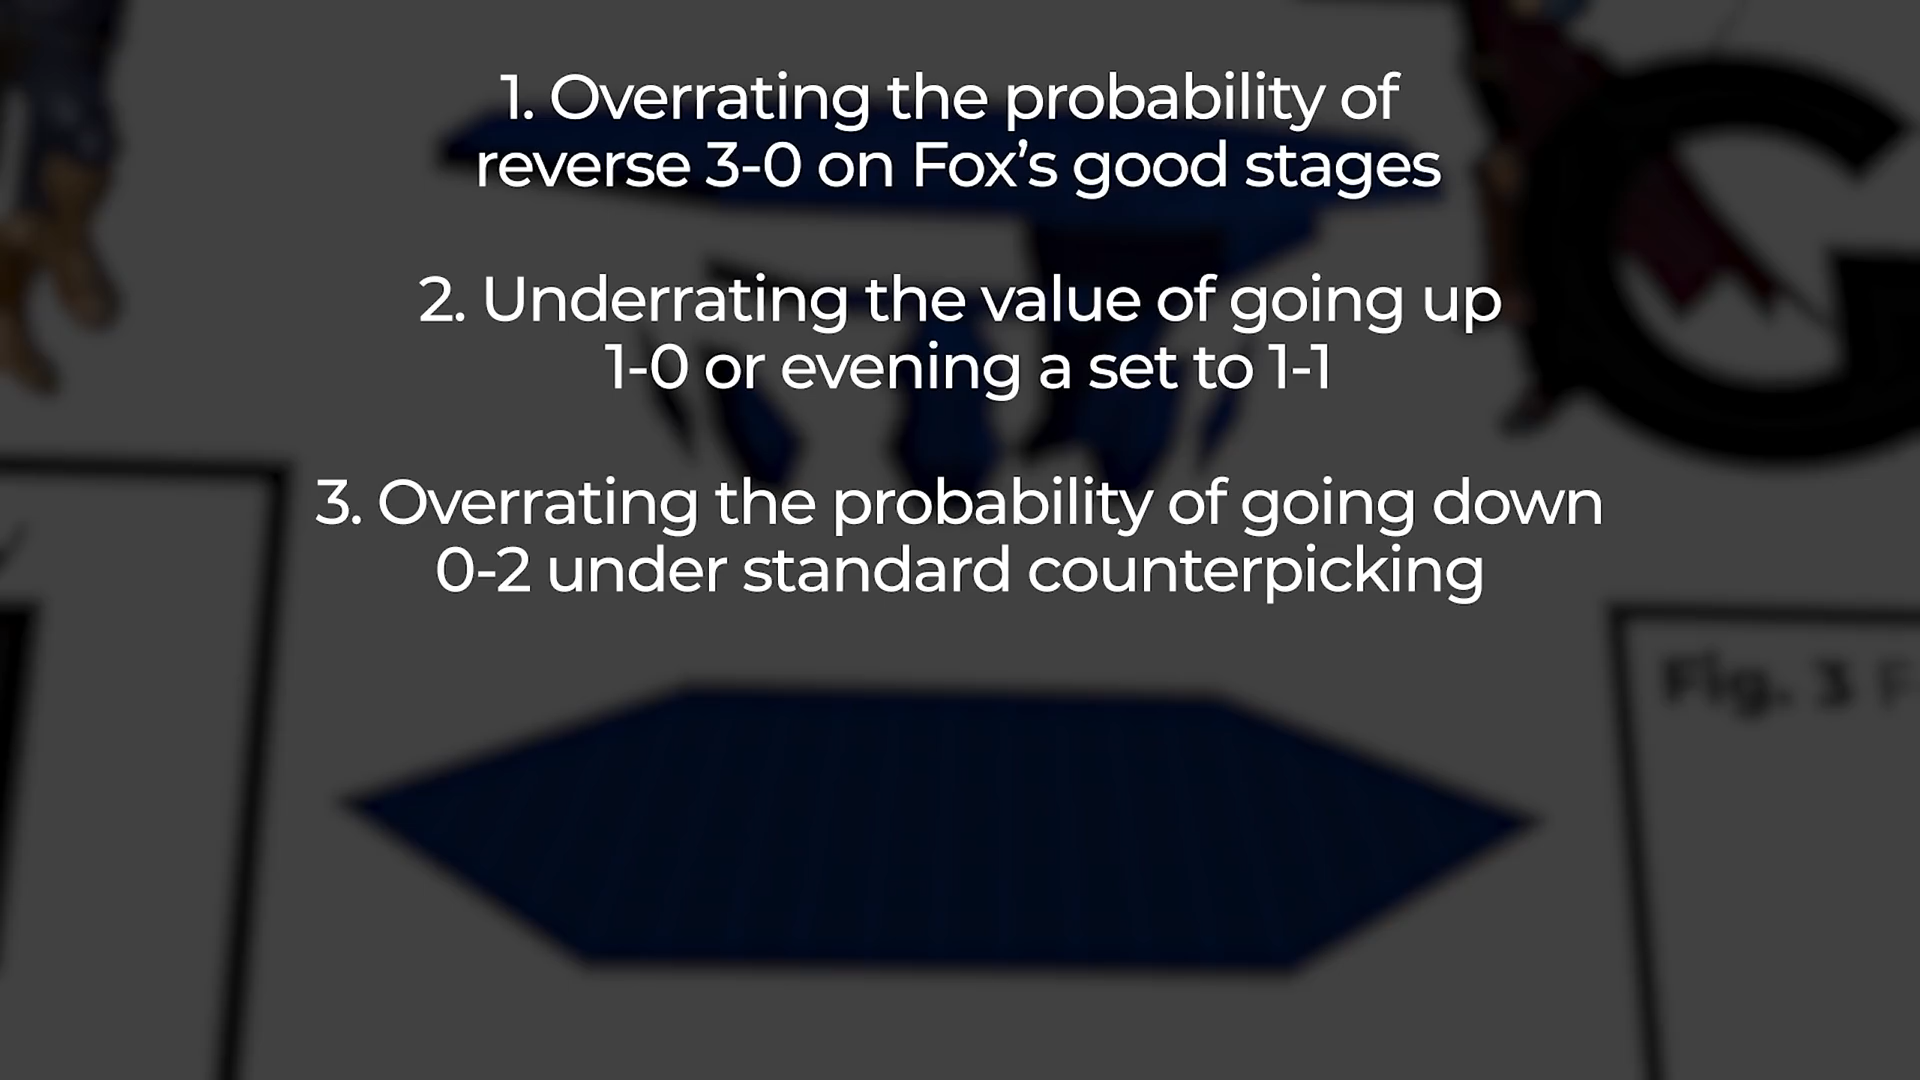 1. Overrating the probability of
reverse 3-0 on Fox’s good stages
2. Underrating the value of going up
1-0 or evening a set to 1-1
3. Overrating the probability of going down
0-2 under standard counterpicking
G
Fig. 3 F